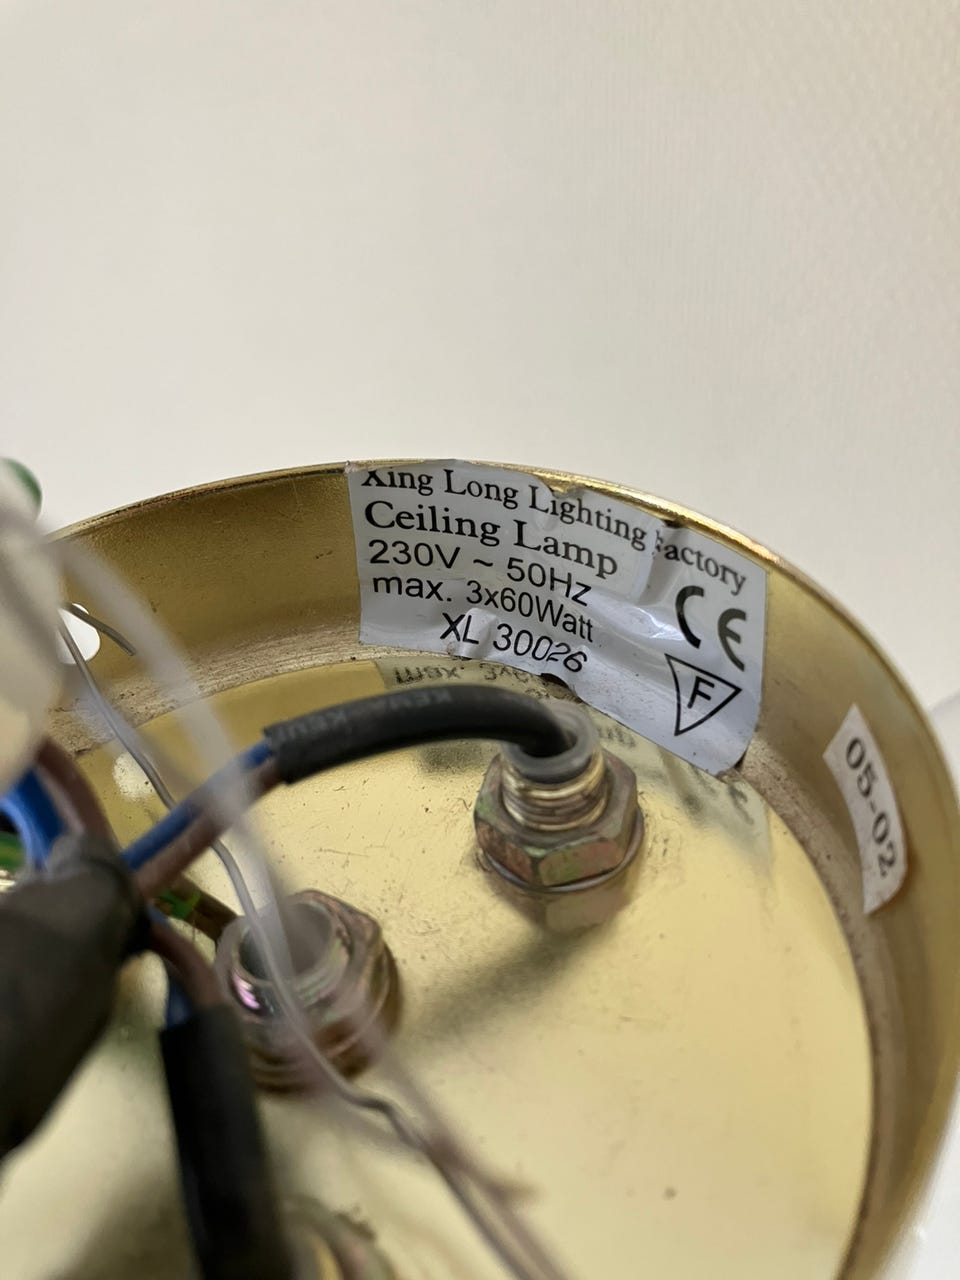 Xing Long Lighting Factory
Ceiling Lamp
230V ~ 50Hz
max. 3x60Watt
XL 30026
CE
F
05-02